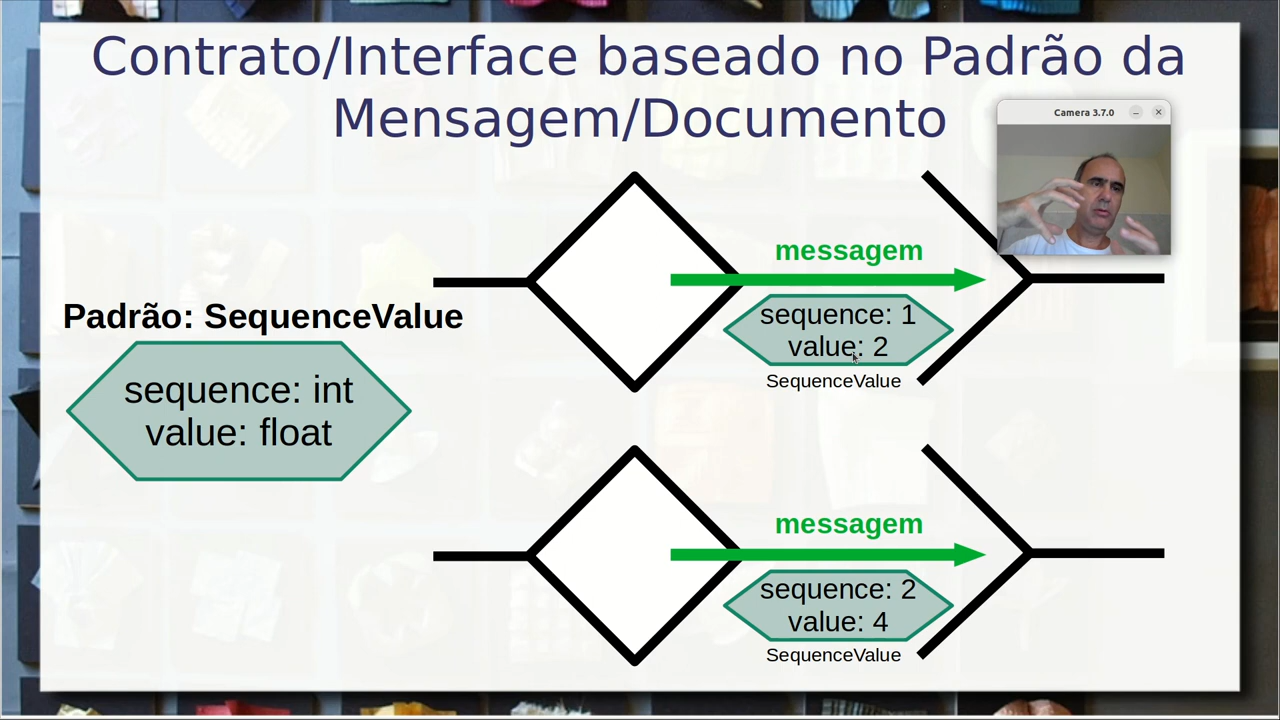 Contrato/Interface baseado no Padrão da
Mensagem/Documento
Camera 3.7.0
messagem
sequence: 1
value: 2
SequenceValue
Padrão: SequenceValue
sequence: int
value: float
messagem
sequence: 2
value: 4
SequenceValue